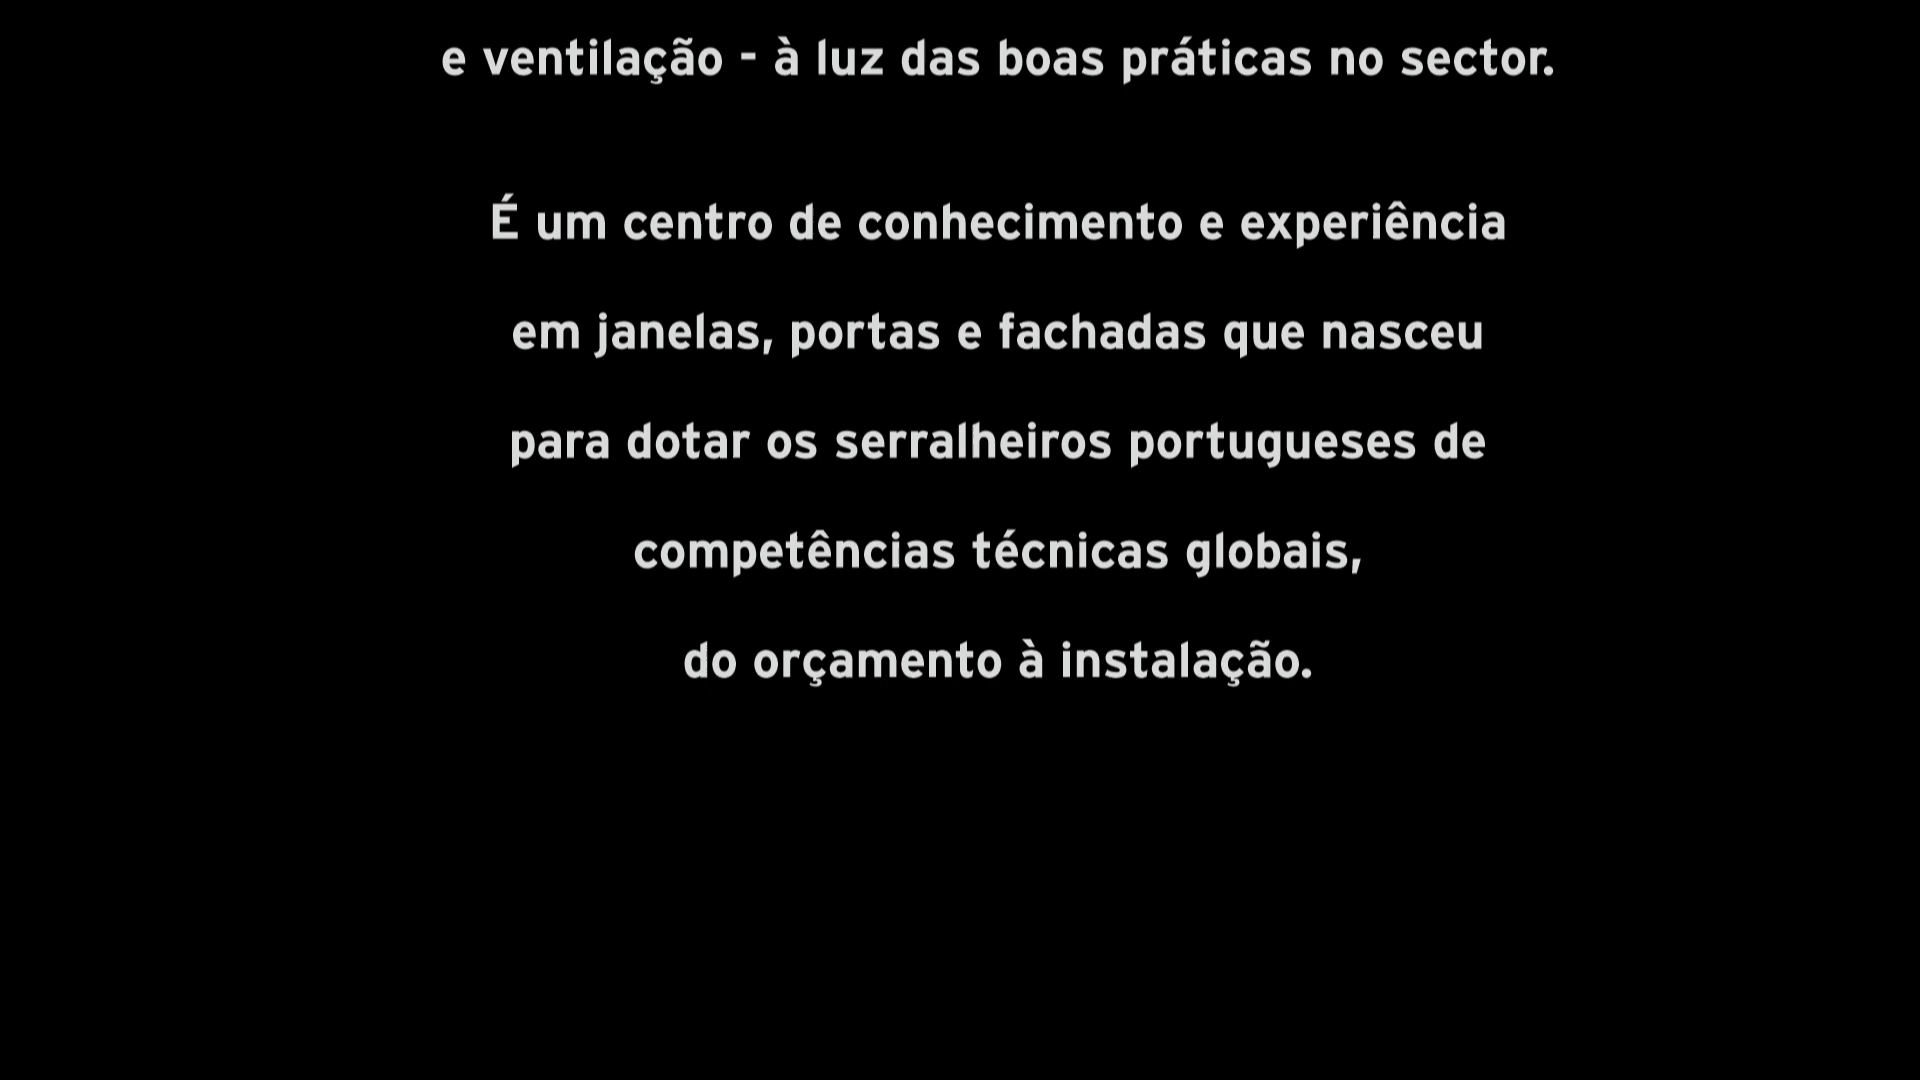 e ventilação - à luz das boas práticas no sector.
É um centro de conhecimento e experiência
em janelas, portas e fachadas que nasceu
para dotar os serralheiros portugueses de
competências técnicas globais,
do orçamento à instalação.